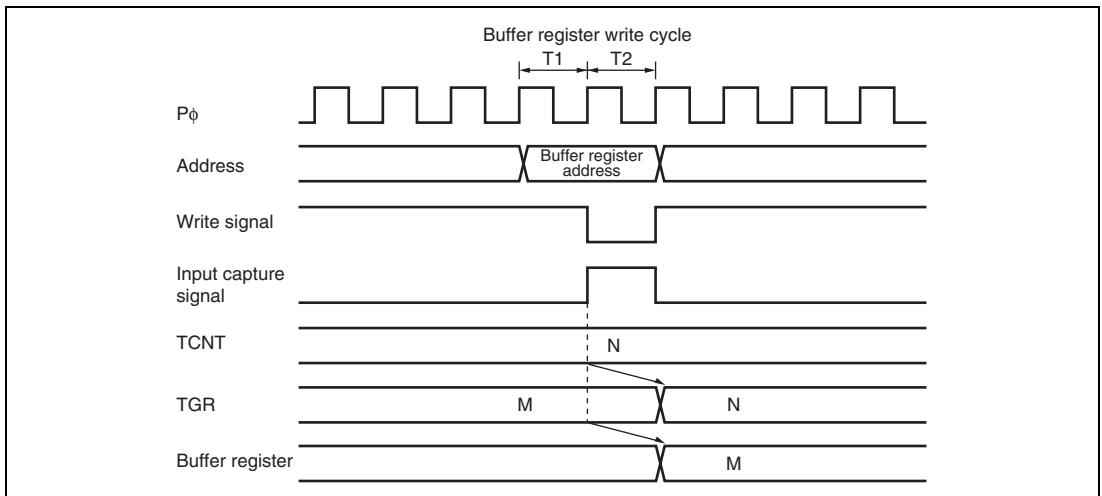 Buffer register write cycle
T1 T2
Pϕ
Address
Buffer register
address
Write signal
Input capture
signal
TCNT
N
TGR
M N
Buffer register
M